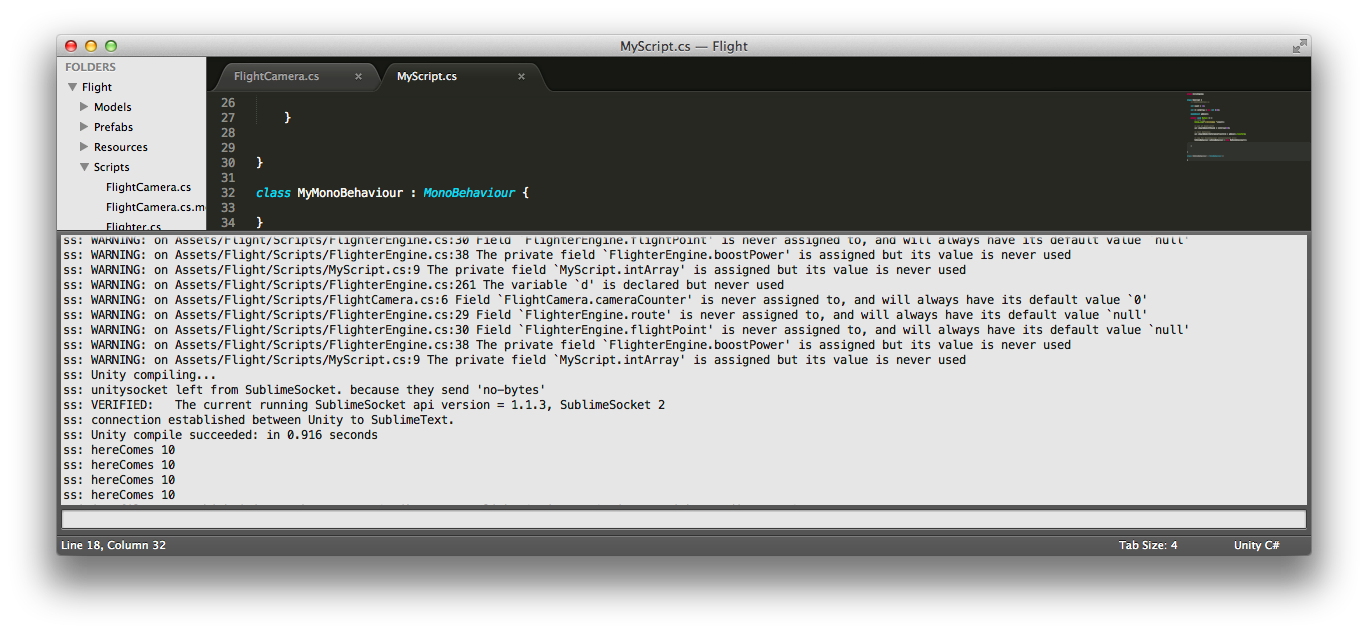 MyScript.cs — Flight
FOLDERS
Flight
Models
Prefabs
Resources
Scripts
FlightCamera.cs
FlightCamera.cs.m
Flighter.cs
FlightCamera.cs ×
MyScript.cs ×
26
27 }
28
29
30 }
31
32 class MyMonoBehaviour : MonoBehaviour {
33
34 }
ss: WARNING: on Assets/Flight/Scripts/FlighterEngine.cs:30 Field `FlighterEngine.flightPoint' is never assigned to, and will always have its default value `null'
ss: WARNING: on Assets/Flight/Scripts/FlighterEngine.cs:38 The private field `FlighterEngine.boostPower' is assigned but its value is never used
ss: WARNING: on Assets/Flight/Scripts/MyScript.cs:9 The private field `MyScript.intArray' is assigned but its value is never used
ss: WARNING: on Assets/Flight/Scripts/FlighterEngine.cs:261 The variable `d' is declared but never used
ss: WARNING: on Assets/Flight/Scripts/FlightCamera.cs:6 Field `FlightCamera.cameraCounter' is never assigned to, and will always have its default value `0'
ss: WARNING: on Assets/Flight/Scripts/FlighterEngine.cs:29 Field `FlighterEngine.route' is never assigned to, and will always have its default value `null'
ss: WARNING: on Assets/Flight/Scripts/FlighterEngine.cs:30 Field `FlighterEngine.flightPoint' is never assigned to, and will always have its default value `null'
ss: WARNING: on Assets/Flight/Scripts/FlighterEngine.cs:38 The private field `FlighterEngine.boostPower' is assigned but its value is never used
ss: WARNING: on Assets/Flight/Scripts/MyScript.cs:9 The private field `MyScript.intArray' is assigned but its value is never used
ss: Unity compiling...
ss: unitysocket left from SublimeSocket. because they send 'no-bytes'
ss: VERIFIED: The current running SublimeSocket api version = 1.1.3, SublimeSocket 2
ss: connection established between Unity to SublimeText.
ss: Unity compile succeeded: in 0.916 seconds
ss: hereComes 10
ss: hereComes 10
ss: hereComes 10
ss: hereComes 10
Line 18, Column 32
Tab Size: 4
Unity C#